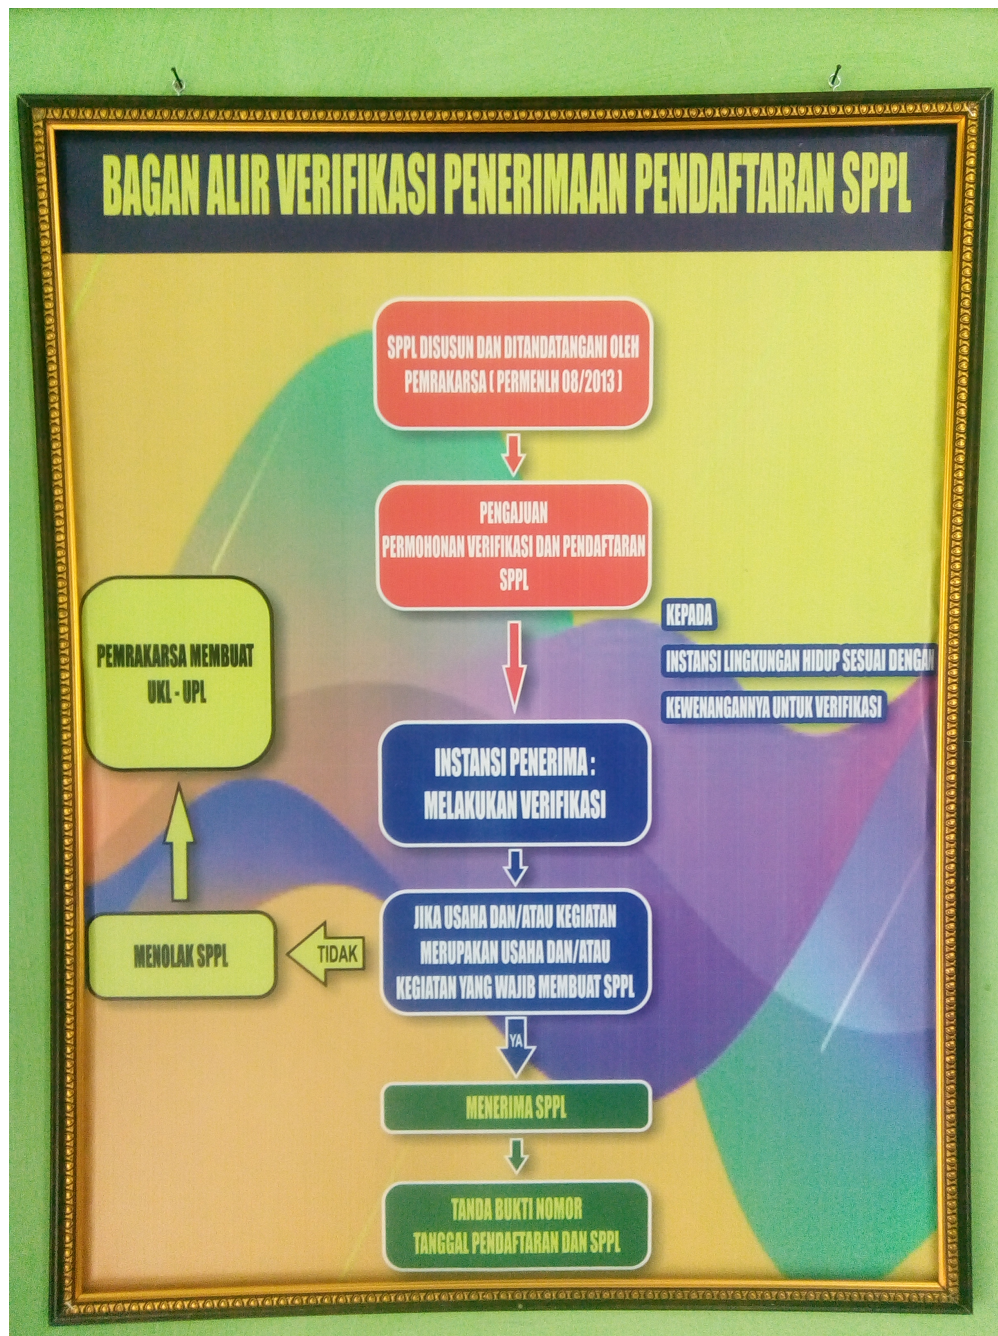 BAGAN ALIR VERIFIKASI PENERIMAAN PENDAFTARAN SPPL
SPPL DISUSUN DAN DITANDATANGANI OLEH
PEMRAKARSA ( PERMENLH 08/2013 )
PENGAJUAN
PERMOHONAN VERIFIKASI DAN PENDAFTARAN
SPPL
KEPADA
INSTANSI LINGKUNGAN HIDUP SESUAI DENGAN
KEWENANGANNYA UNTUK VERIFIKASI
INSTANSI PENERIMA :
MELAKUKAN VERIFIKASI
JIKA USAHA DAN/ATAU KEGIATAN
MERUPAKAN USAHA DAN/ATAU
KEGIATAN YANG WAJIB MEMBUAT SPPL
TIDAK
MENOLAK SPPL
PEMRAKARSA MEMBUAT
UKL - UPL
YA
MENERIMA SPPL
TANDA BUKTI NOMOR
TANGGAL PENDAFTARAN DAN SPPL